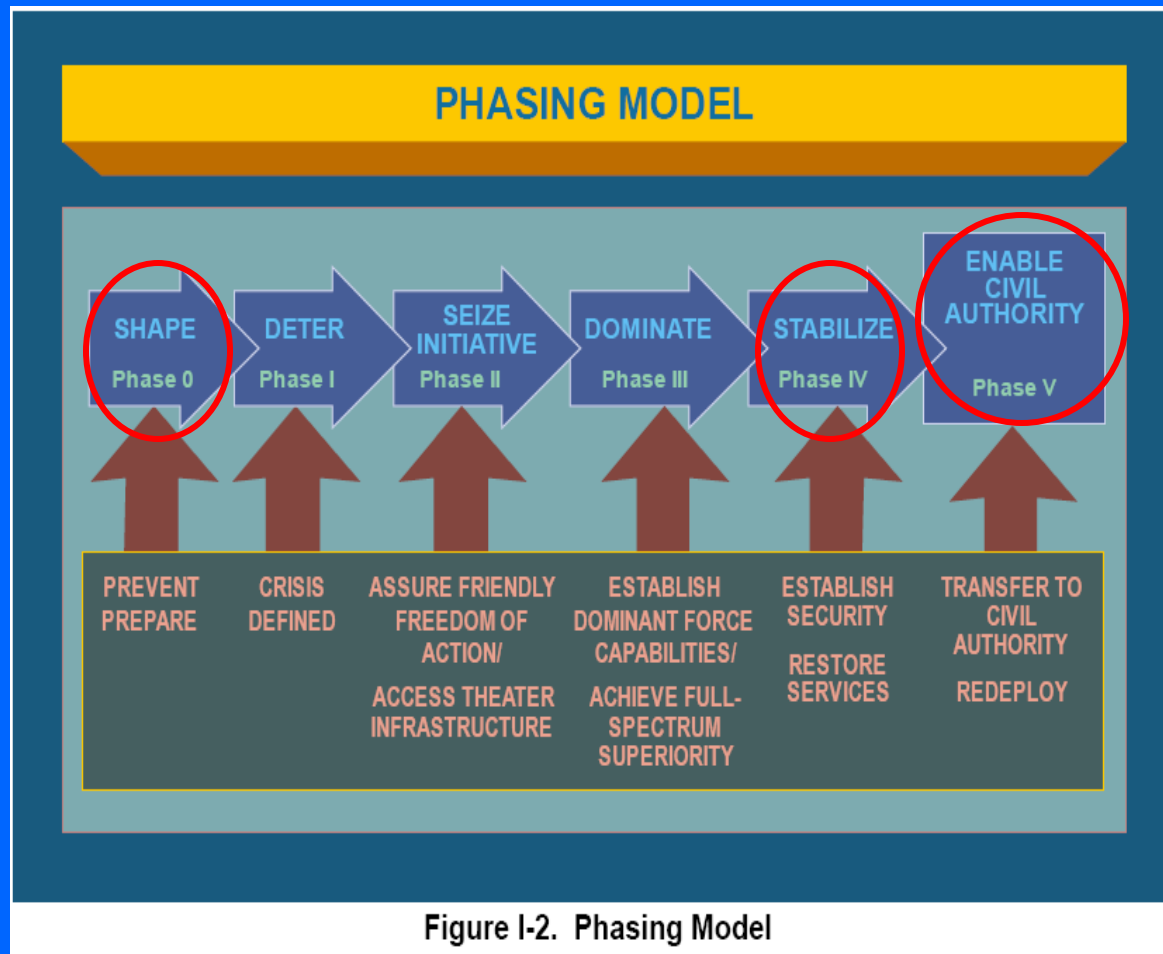 PHASING MODEL
SHAPE
Phase 0
DETER
Phase I
SEIZE
INITIATIVE
Phase II
DOMINATE
Phase III
STABILIZE
Phase IV
ENABLE
CIVIL
AUTHORITY
Phase V
PREVENT
PREPARE
CRISIS
DEFINED
ASSURE FRIENDLY
FREEDOM OF
ACTION/
ACCESS THEATER
INFRASTRUCTURE
ESTABLISH
DOMINANT FORCE
CAPABILITIES/
ACHIEVE FULL-
SPECTRUM
SUPERIORITY
ESTABLISH
SECURITY
RESTORE
SERVICES
TRANSFER TO
CIVIL
AUTHORITY
REDEPLOY
Figure I-2. Phasing Model